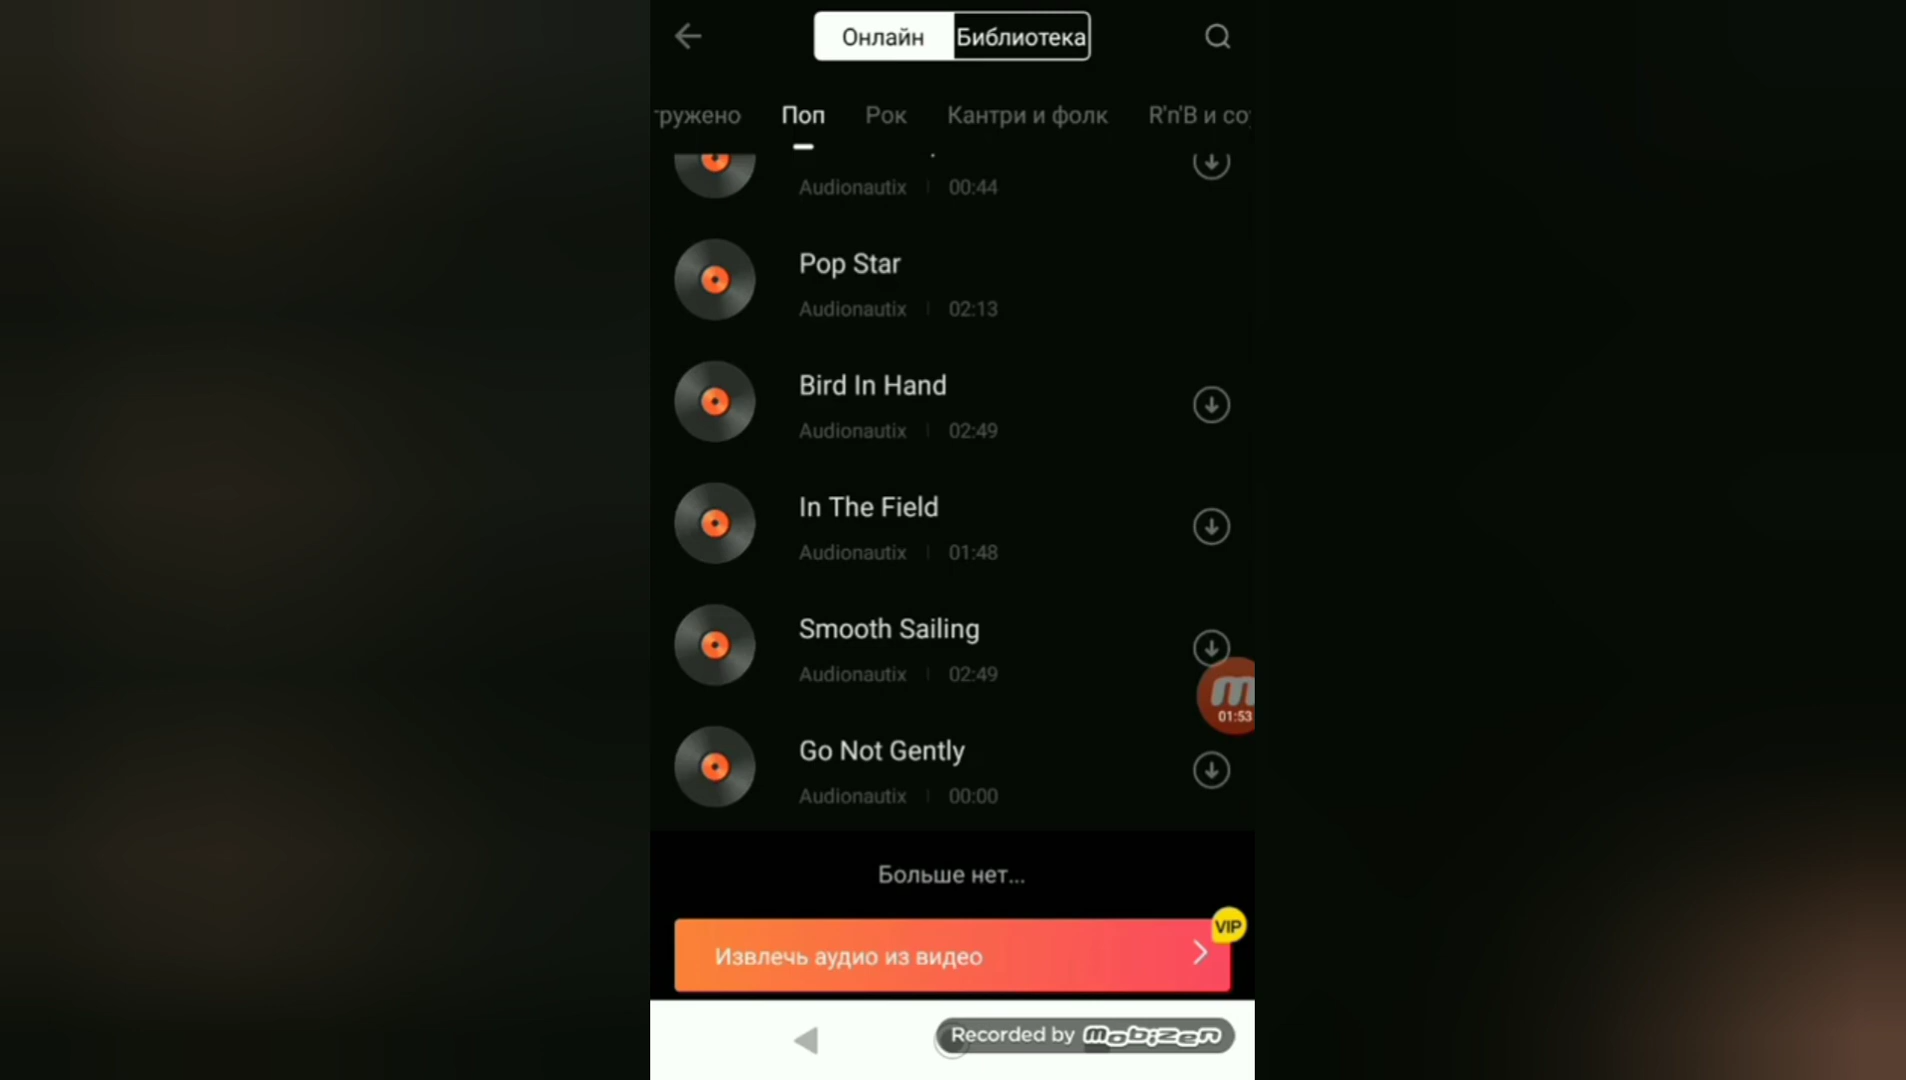 Онлайн Библиотека
гружено Поп Рок Кантри и фолк R'n'B и со
Audionautix 00:44
Pop Star
Audionautix 02:13
Bird In Hand
Audionautix 02:49
In The Field
Audionautix 01:48
Smooth Sailing
Audionautix 02:49
01:53
Go Not Gently
Audionautix 00:00
Больше нет...
VIP
Извлечь аудио из видео
Recorded by mobizen